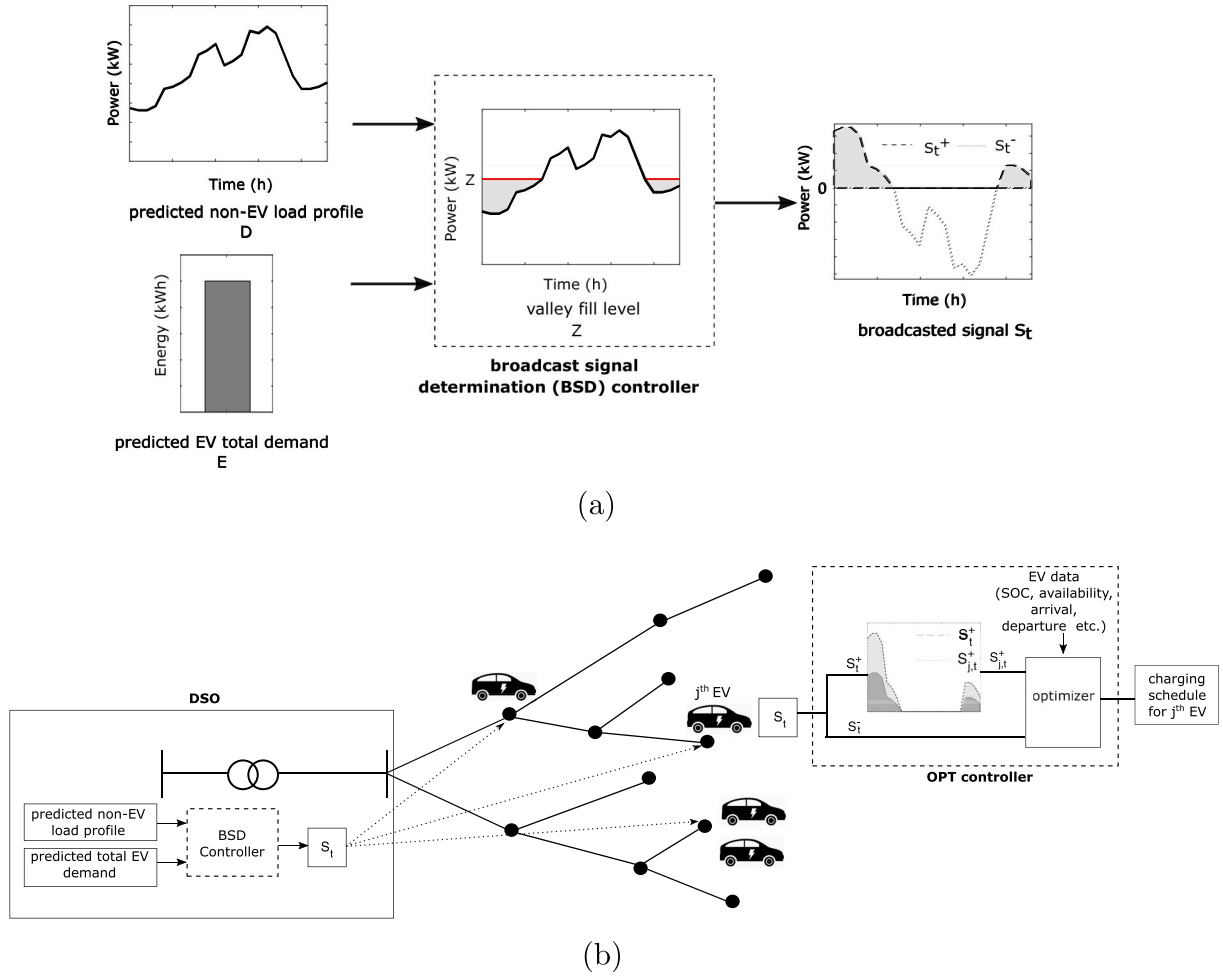 Power (kW)
Time (h)
predicted non-EV load profile
D
Energy (kWh)
predicted EV total demand
E
Power (kW)
Z
Time (h)
valley fill level
Z
broadcast signal
determination (BSD) controller
Power (kW)
0
St+
St-
Time (h)
broadcasted signal St
(a)
DSO
predicted non-EV
load profile
predicted total EV
demand
BSD
Controller
St
jth EV
St
St+
St-
St+
Sj,t+
Sj,t+
EV data
(SOC, availability,
arrival,
departure etc.)
optimizer
OPT controller
charging
schedule
for jth EV
(b)